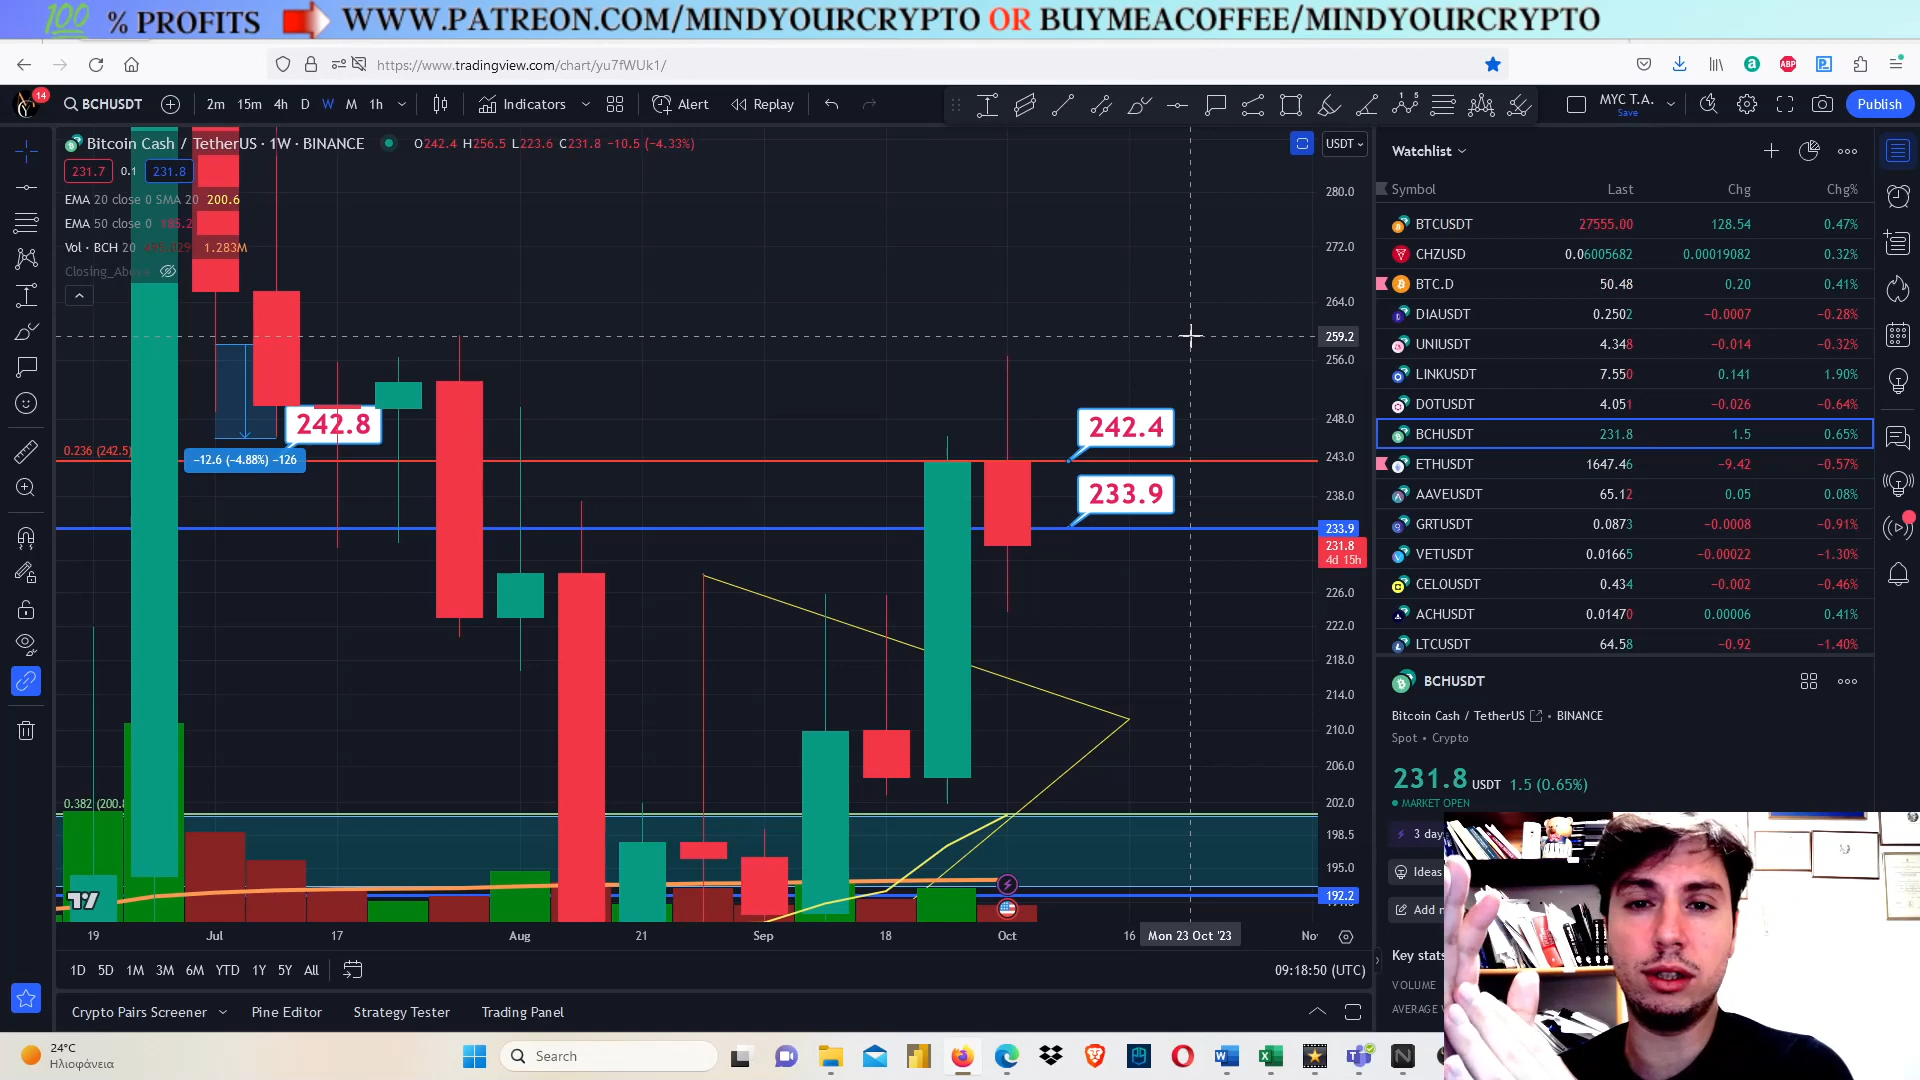 100 % PROFITS WWW.PATREON.COM/MINDYOURCRYPTO OR BUYMEACOFFEE/MINDYOURCRYPTO
https://www.tradingview.com/chart/yu7fWUk1/
14 BCHUSDT 2m 15m 4h D W M 1h Indicators Alert Replay MYC T.A. Save Publish
Bitcoin Cash / TetherUS · 1W · BINANCE O242.4 H256.5 L223.6 C231.8 −10.5 (−4.33%) USDT
231.7 0.1 231.8
EMA 20 close 0 SMA 20 200.6
EMA 50 close 0 185.2
Vol · BCH 20 1.283M
Closing_Above
280.0
272.0
264.0
259.2
256.0
248.0
243.0
238.0
233.9
231.8
4d 15h
226.0
222.0
218.0
214.0
210.0
206.0
202.0
198.5
195.0
192.2
242.8
242.4
0.236 (242.5)
−12.6 (−4.88%) −126
233.9
0.382 (200.8
19 Jul 17 Aug 21 Sep 18 Oct 16 Mon 23 Oct '23 No
1D 5D 1M 3M 6M YTD 1Y 5Y All 09:18:50 (UTC)
Crypto Pairs Screener Pine Editor Strategy Tester Trading Panel
Watchlist
Symbol Last Chg Chg%
BTCUSDT 27555.00 128.54 0.47%
CHZUSD 0.06005682 0.00019082 0.32%
BTC.D 50.48 0.20 0.41%
DIAUSDT 0.2502 −0.0007 −0.28%
UNIUSDT 4.348 −0.014 −0.32%
LINKUSDT 7.550 0.141 1.90%
DOTUSDT 4.051 −0.026 −0.64%
BCHUSDT 231.8 1.5 0.65%
ETHUSDT 1647.46 −9.42 −0.57%
AAVEUSDT 65.12 0.05 0.08%
GRTUSDT 0.0873 −0.0008 −0.91%
VETUSDT 0.01665 −0.00022 −1.30%
CELOUSDT 0.434 −0.002 −0.46%
ACHUSDT 0.01470 0.00006 0.41%
LTCUSDT 64.58 −0.92 −1.40%
BCHUSDT
Bitcoin Cash / TetherUS • BINANCE
Spot • Crypto
231.8 USDT 1.5 (0.65%)
MARKET OPEN
3 day
Ideas
Add n
Key stats
VOLUME
AVERAGE V
24°C
Ηλιοφάνεια
Search